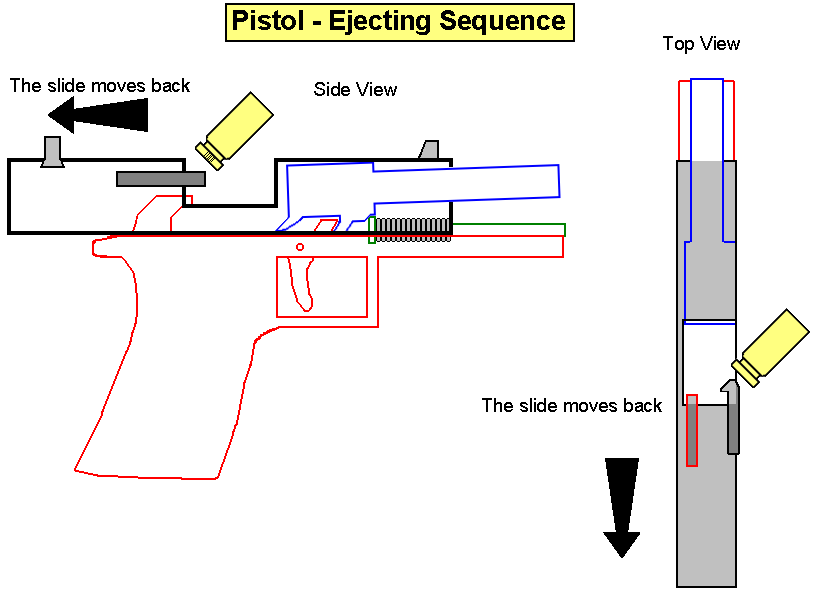 Pistol - Ejecting Sequence
Top View
The slide moves back
Side View
The slide moves back